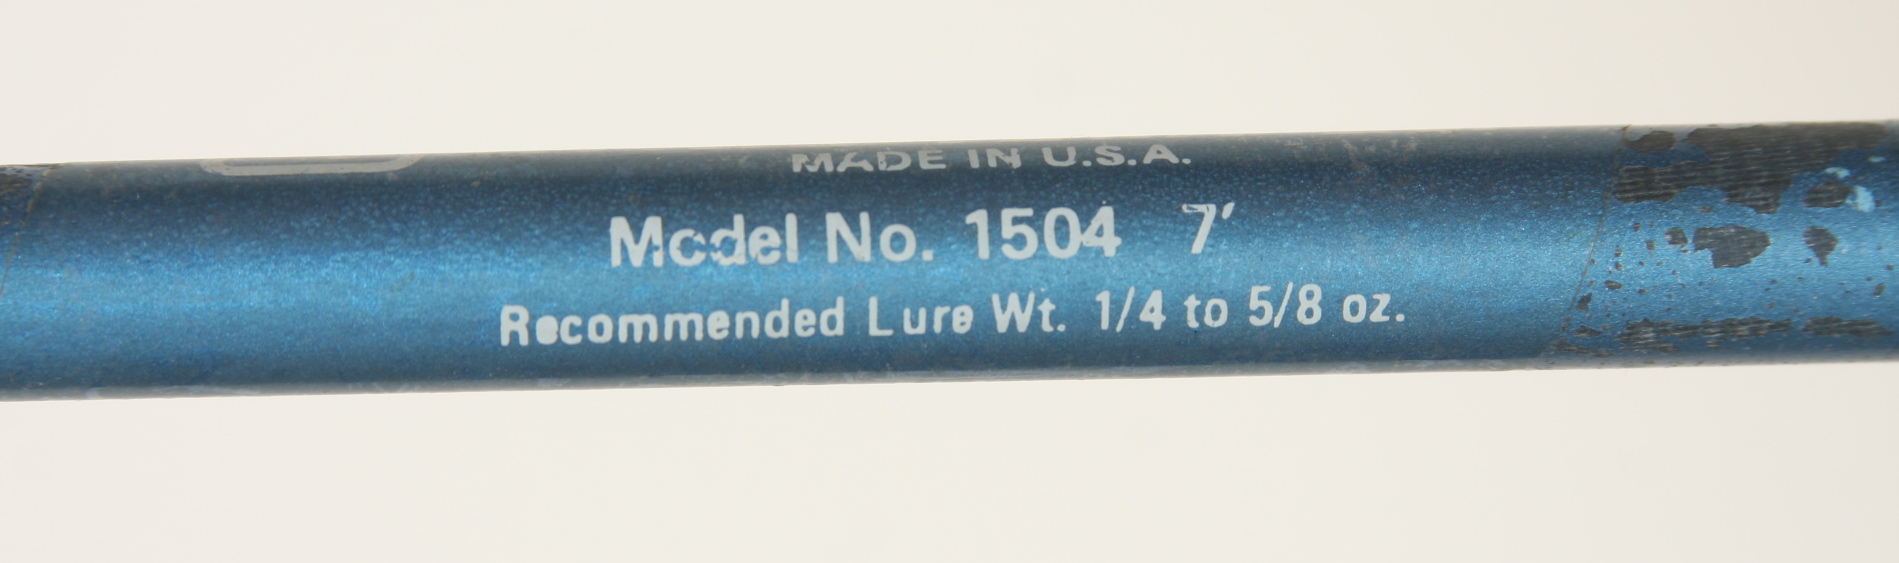 MADE IN U.S.A.
Model No. 1504 7'
Recommended Lure Wt. 1/4 to 5/8 oz.